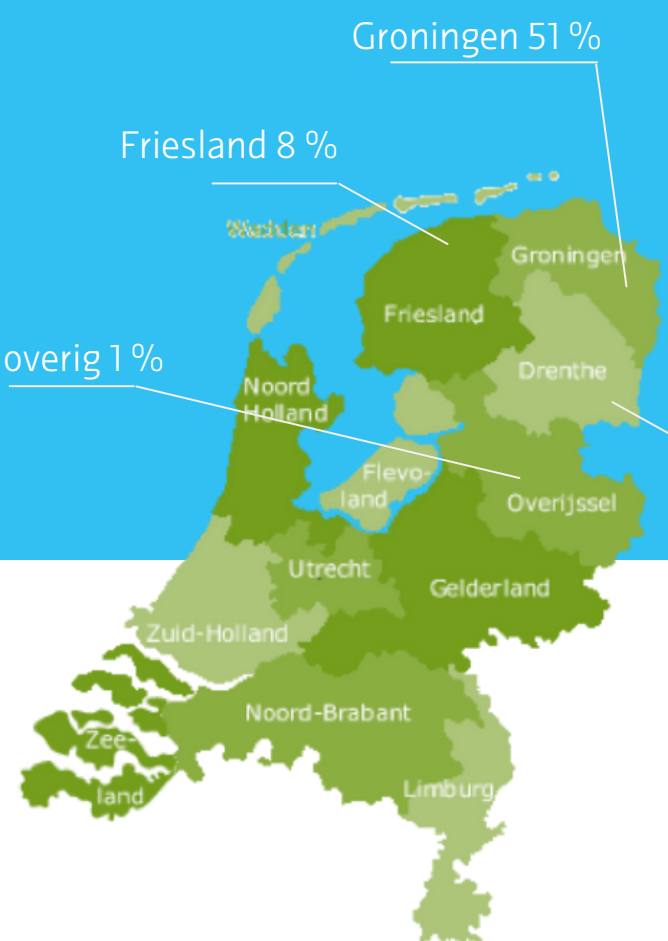 Groningen 51 %
Friesland 8 %
Wadden
Groningen
Friesland
overig 1 %
Drenthe
Noord
Holland
Flevo-
land
Overijssel
Utrecht
Gelderland
Zuid-Holland
Noord-Brabant
Zee-
land
Limburg